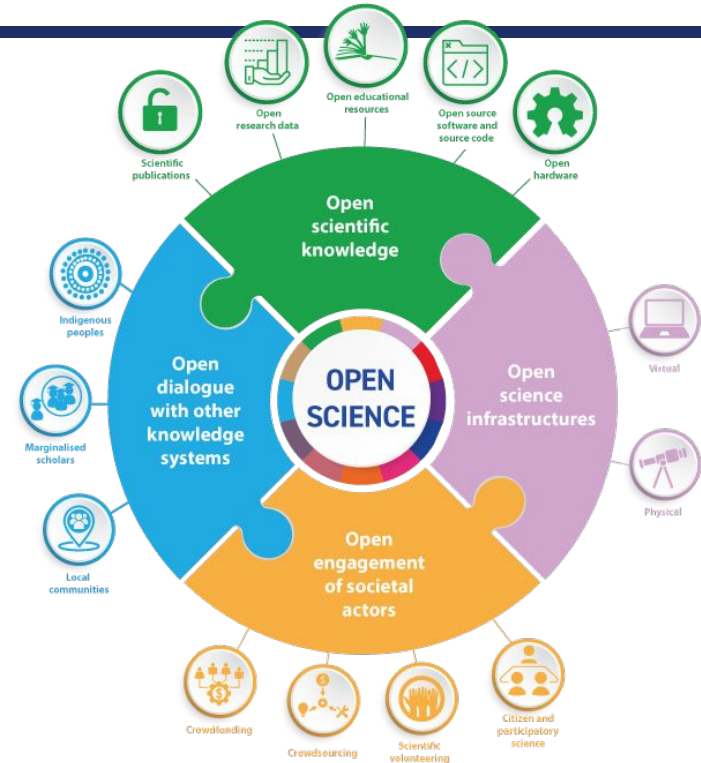 Open educational
resources
Open
research data
Open source
software and
source code
Scientific
publications
Open
hardware
Open
scientific
knowledge
Indigenous
peoples
Open
dialogue
with other
knowledge
systems
OPEN
SCIENCE
Open
science
infrastructures
Virtual
Marginalised
scholars
Physical
Local
communities
Open
engagement
of societal
actors
Crowdfunding
Crowdsourcing
Scientific
volunteering
Citizen and
participatory
science